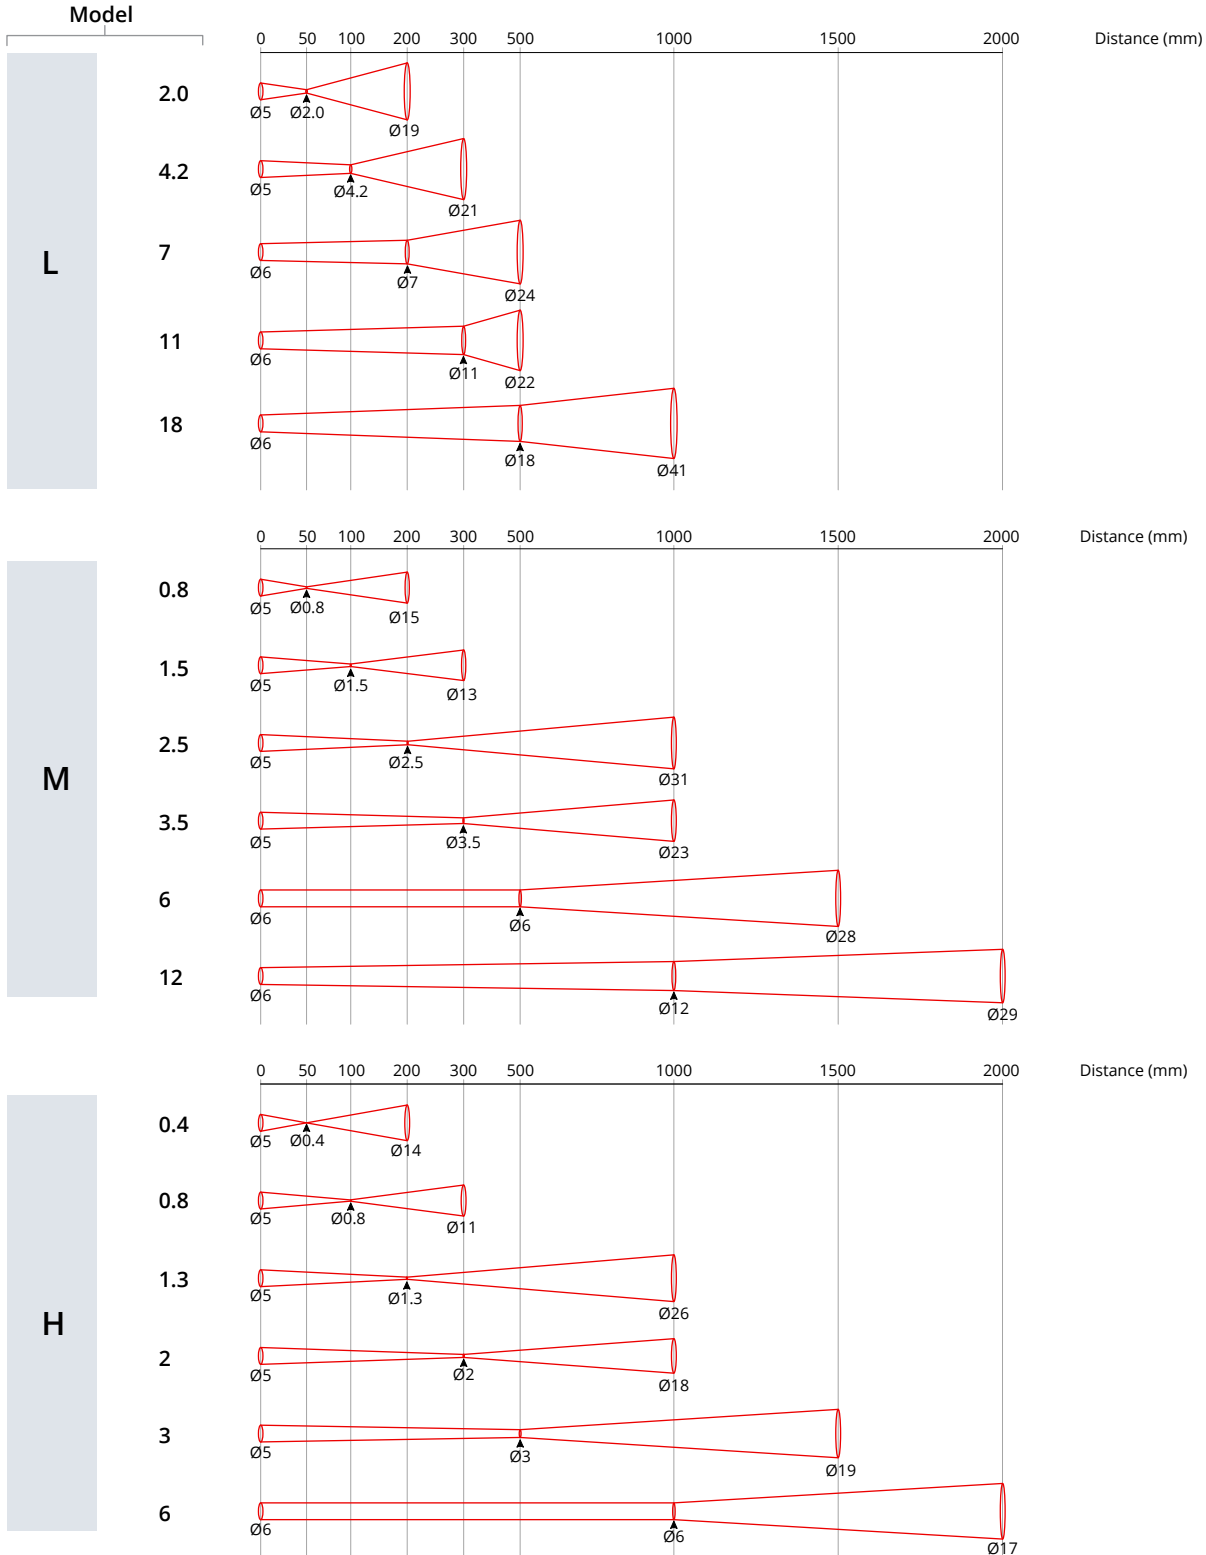 Model
0 50 100 200 300 500 1000 1500 2000 Distance (mm)
2.0
Ø5 Ø2.0
Ø19
4.2
Ø5 Ø4.2
Ø21
L
7
Ø6 Ø7
Ø24
11
Ø6 Ø11
Ø22
18
Ø6 Ø18
Ø41
0 50 100 200 300 500 1000 1500 2000 Distance (mm)
0.8
Ø5 Ø0.8
Ø15
1.5
Ø5 Ø1.5
Ø13
2.5
Ø5 Ø2.5
Ø31
M
3.5
Ø5 Ø3.5
Ø23
6
Ø6 Ø6
Ø28
12
Ø6 Ø12
Ø29
0 50 100 200 300 500 1000 1500 2000 Distance (mm)
0.4
Ø5 Ø0.4
Ø14
0.8
Ø5 Ø0.8
Ø11
1.3
Ø5 Ø1.3
Ø26
H
2
Ø5 Ø2
Ø18
3
Ø5 Ø3
Ø19
6
Ø6 Ø6
Ø17